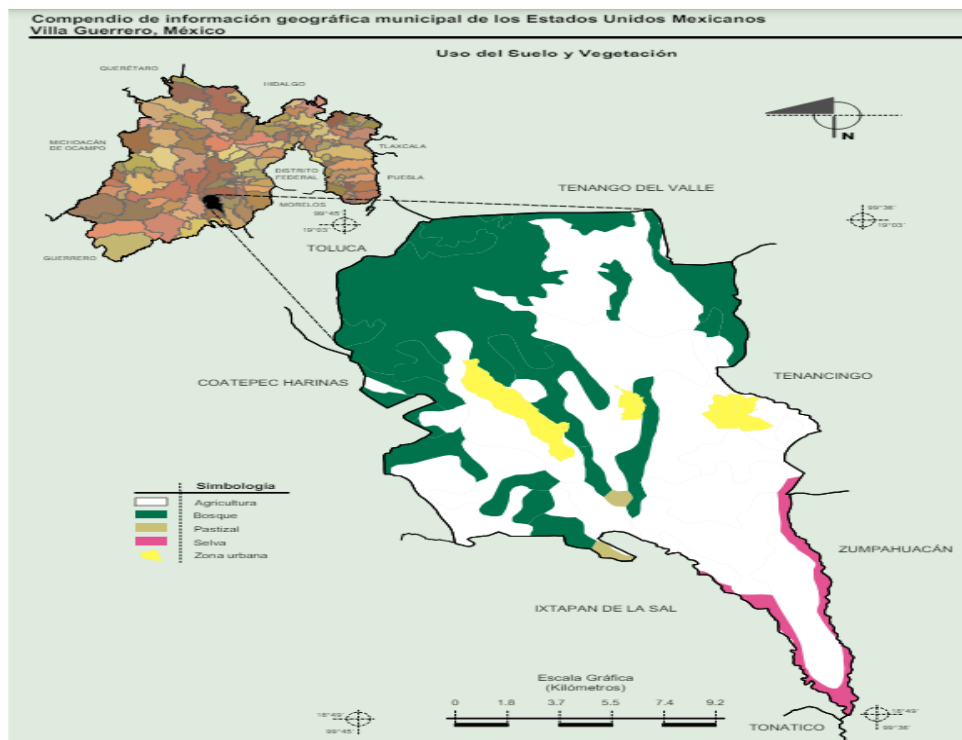 Compendio de información geográfica municipal de los Estados Unidos Mexicanos
Villa Guerrero, México
Uso del Suelo y Vegetación
QUERÉTARO
HIDALGO
MICHOACÁN
DE OCAMPO
TLAXCALA
DISTRITO
FEDERAL
PUEBLA
MORELOS
GUERRERO
N
TENANGO DEL VALLE
99°45'
19°03'
99°36'
19°03'
TOLUCA
COATEPEC HARINAS
TENANCINGO
Simbología
Agricultura
Bosque
Pastizal
Selva
Zona urbana
ZUMPAHUACÁN
IXTAPAN DE LA SAL
Escala Gráfica
(Kilómetros)
0 1.8 3.7 5.5 7.4 9.2
18°49'
99°45'
18°49'
99°36'
TONATICO